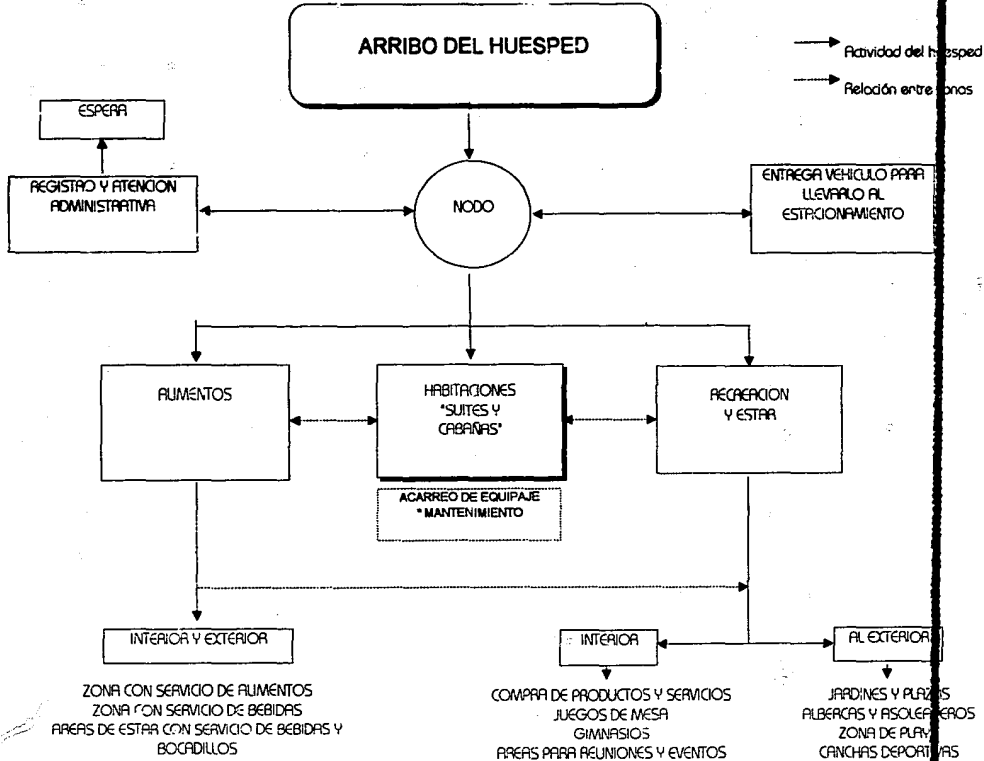 ARRIBO DEL HUESPED
Actividad del huesped
Relación entre zonas
ESPERA
REGISTRO Y ATENCION
ADMINISTRATIVA
NODO
ENTREGA VEHICULO PARA
LLEVARLO AL
ESTACIONAMIENTO
ALIMENTOS
HABITACIONES
"SUITES Y
CABAÑAS"
RECREACION
Y ESTAR
ACARREO DE EQUIPAJE
* MANTENIMIENTO
INTERIOR Y EXTERIOR
INTERIOR
AL EXTERIOR
ZONA CON SERVICIO DE ALIMENTOS
ZONA CON SERVICIO DE BEBIDAS
AREAS DE ESTAR CON SERVICIO DE BEBIDAS Y
BOCADILLOS
COMPRA DE PRODUCTOS Y SERVICIOS
JUEGOS DE MESA
GIMNASIOS
AREAS PARA REUNIONES Y EVENTOS
JARDINES Y PLAZAS
ALBERCAS Y ASOLEADEROS
ZONA DE PLAYA
CANCHAS DEPORTIVAS